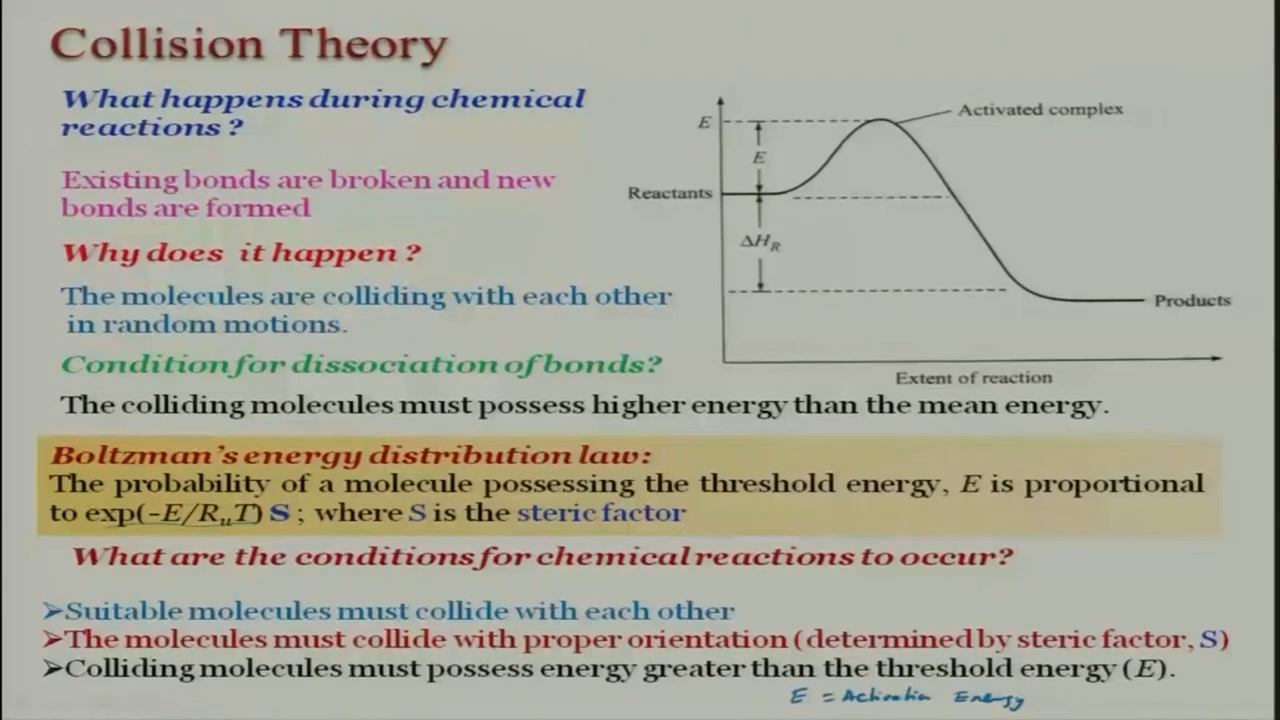 Collision Theory
What happens during chemical
reactions ?
Existing bonds are broken and new
bonds are formed
Why does it happen ?
The molecules are colliding with each other
in random motions.
Condition for dissociation of bonds?
The colliding molecules must possess higher energy than the mean energy.
E
Activated complex
E
Reactants
ΔH_R
Products
Extent of reaction
Boltzman's energy distribution law:
The probability of a molecule possessing the threshold energy, E is proportional
to exp(-E/R_uT) S ; where S is the steric factor
What are the conditions for chemical reactions to occur?
➢Suitable molecules must collide with each other
➢The molecules must collide with proper orientation (determined by steric factor, S)
➢Colliding molecules must possess energy greater than the threshold energy (E).
E = Activation Energy